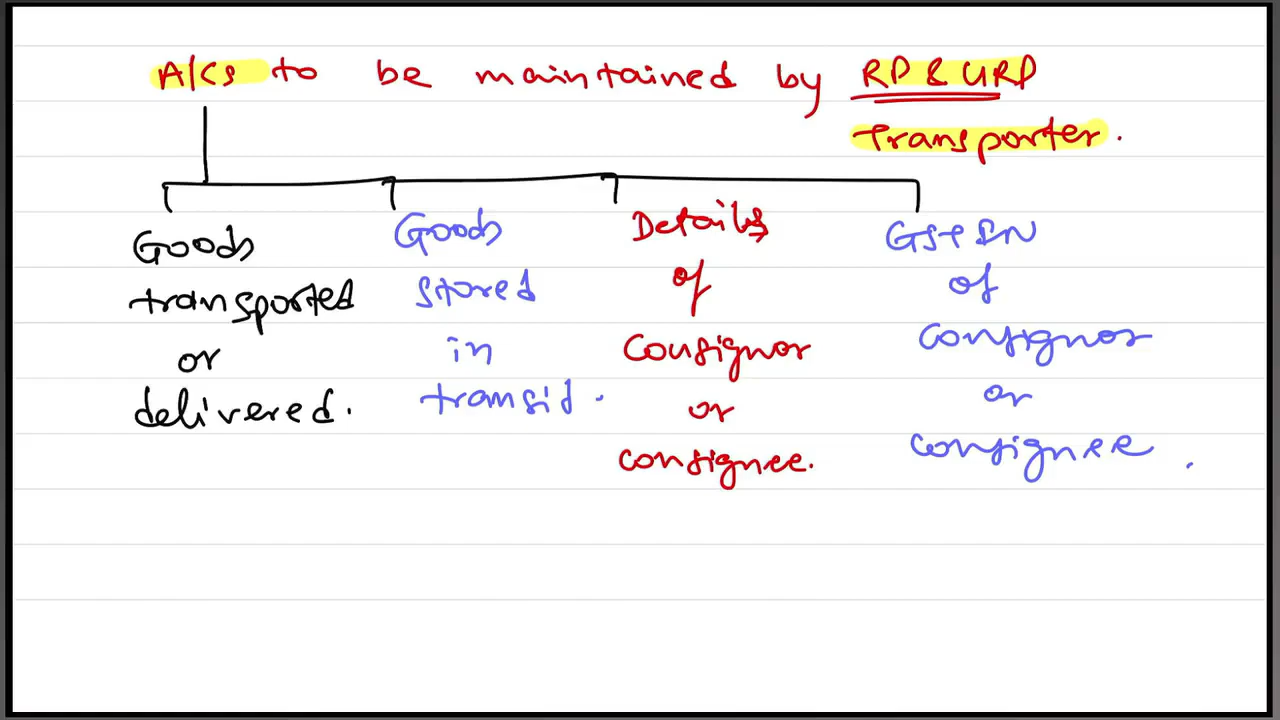 A/Cs to be maintained by RP & URP
Transporter.
Goods
transported
or
delivered.
Goods
stored
in
transid.
Details
of
Consignor
or
consignee.
GSTIN
of
consignor
or
consignee.